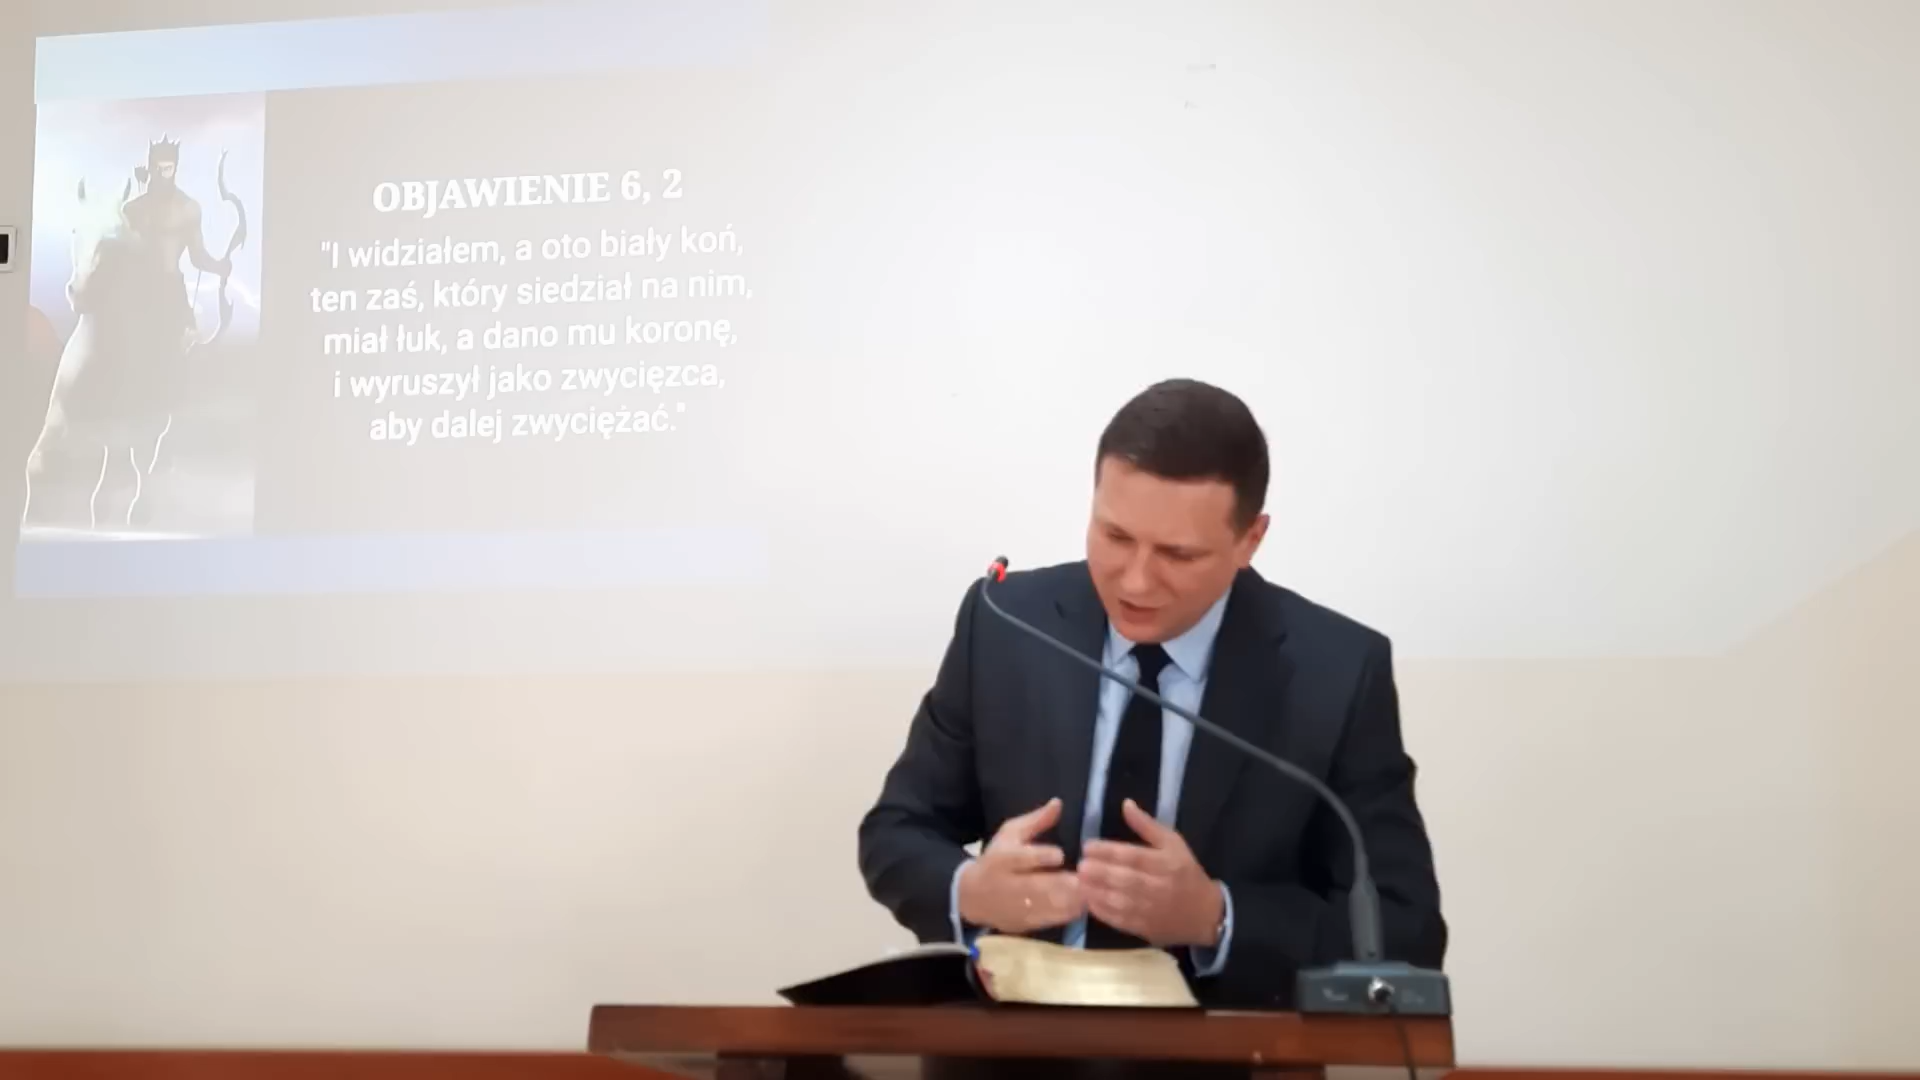 OBJAWIENIE 6, 2
"I widziałem, a oto biały koń,
ten zaś, który siedział na nim,
miał łuk, a dano mu koronę,
i wyruszył jako zwycięzca,
aby dalej zwyciężać."